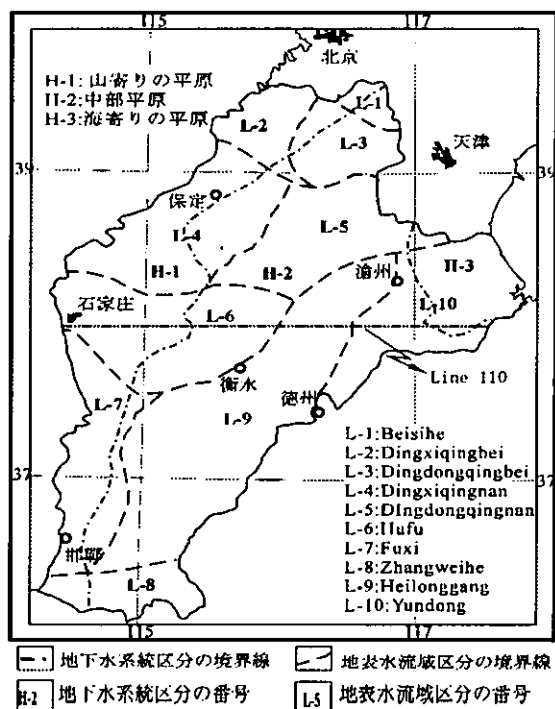 115
117
北京
H-1:山寄りの平原
H-2:中部平原
H-3:海寄りの平原
L-1
L-2
L-3
天津
39
39
保定
L-4
L-5
H-1
H-2
滄州
H-3
石家庄
L-6
L-10
Line 110
衡水
L-7
徳州
L-9
L-1:Beisihe
L-2:Dingxiqingbei
L-3:Dingdongqingbei
L-4:Dingxiqingnan
L-5:DIngdongqingnan
L-6:Hufu
L-7:Fuxi
L-8:Zhangweihe
L-9:Heilonggang
L-10:Yundong
37
37
邯鄲
L-8
115
117
地下水系統区分の境界線
地表水流域区分の境界線
H-2 地下水系統区分の番号
L-5 地表水流域区分の番号